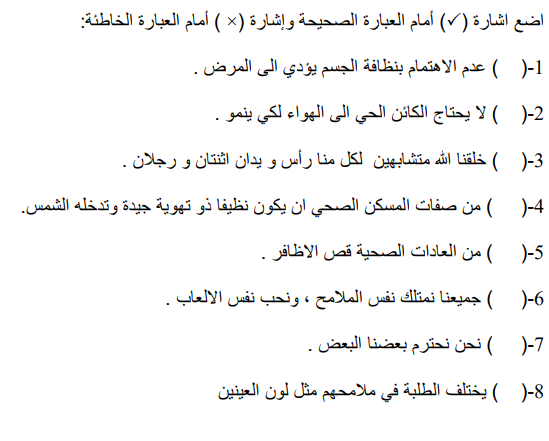 اضع اشارة (✓) أمام العبارة الصحيحة وإشارة (× ) أمام العبارة الخاطئة:
1-( ) عدم الاهتمام بنظافة الجسم يؤدي الى المرض .
2-( ) لا يحتاج الكائن الحي الى الهواء لكي ينمو .
3-( ) خلقنا الله متشابهين لكل منا رأس و يدان اثنتان و رجلان .
4-( ) من صفات المسكن الصحي ان يكون نظيفا ذو تهوية جيدة وتدخله الشمس.
5-( ) من العادات الصحية قص الاظافر .
6-( ) جميعنا نمتلك نفس الملامح ، ونحب نفس الالعاب .
7-( ) نحن نحترم بعضنا البعض .
8-( ) يختلف الطلبة في ملامحهم مثل لون العينين